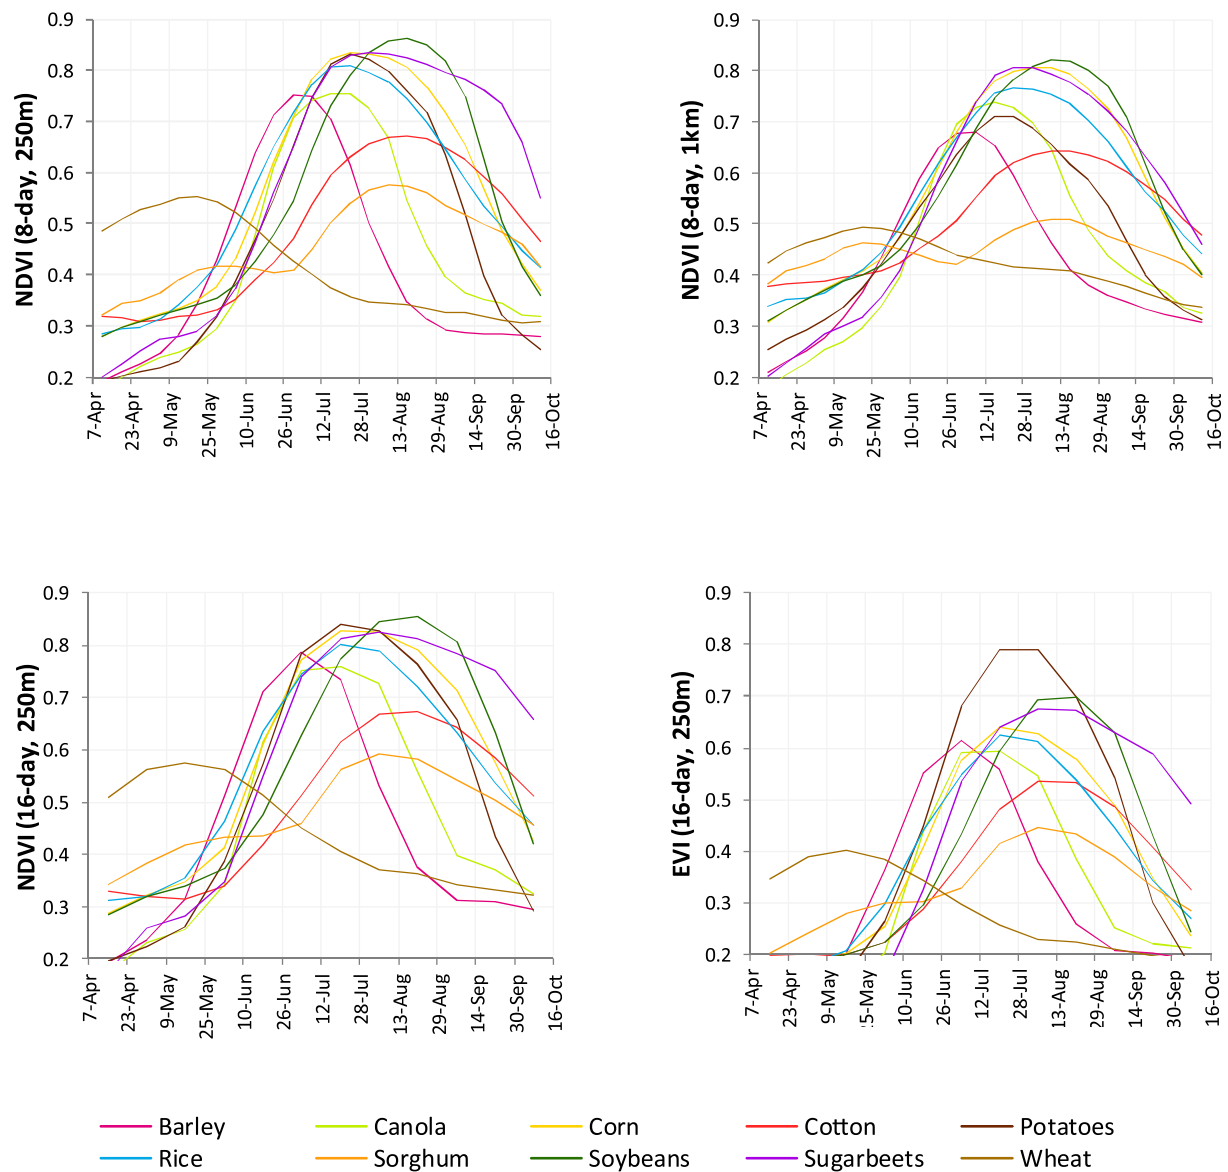 NDVI (8-day, 250m)
0.9
0.8
0.7
0.6
0.5
0.4
0.3
0.2
7-Apr
23-Apr
9-May
25-May
10-Jun
26-Jun
12-Jul
28-Jul
13-Aug
29-Aug
14-Sep
30-Sep
16-Oct
NDVI (8-day, 1km)
0.9
0.8
0.7
0.6
0.5
0.4
0.3
0.2
7-Apr
23-Apr
9-May
25-May
10-Jun
26-Jun
12-Jul
28-Jul
13-Aug
29-Aug
14-Sep
30-Sep
16-Oct
NDVI (16-day, 250m)
0.9
0.8
0.7
0.6
0.5
0.4
0.3
0.2
7-Apr
23-Apr
9-May
25-May
10-Jun
26-Jun
12-Jul
28-Jul
13-Aug
29-Aug
14-Sep
30-Sep
16-Oct
EVI (16-day, 250m)
0.9
0.8
0.7
0.6
0.5
0.4
0.3
0.2
7-Apr
23-Apr
9-May
25-May
10-Jun
26-Jun
12-Jul
28-Jul
13-Aug
29-Aug
14-Sep
30-Sep
16-Oct
Barley Canola Corn Cotton Potatoes
Rice Sorghum Soybeans Sugarbeets Wheat